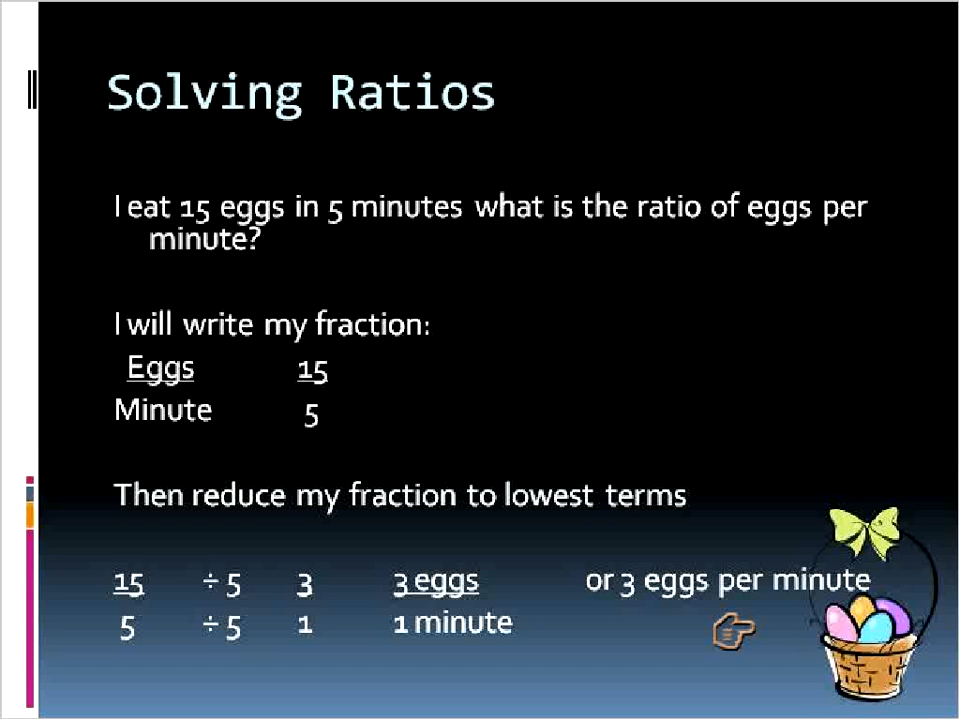 Solving Ratios
I eat 15 eggs in 5 minutes what is the ratio of eggs per
minute?
I will write my fraction:
Eggs 15
Minute 5
Then reduce my fraction to lowest terms
15 ÷ 5 3 3 eggs or 3 eggs per minute
5 ÷ 5 1 1 minute